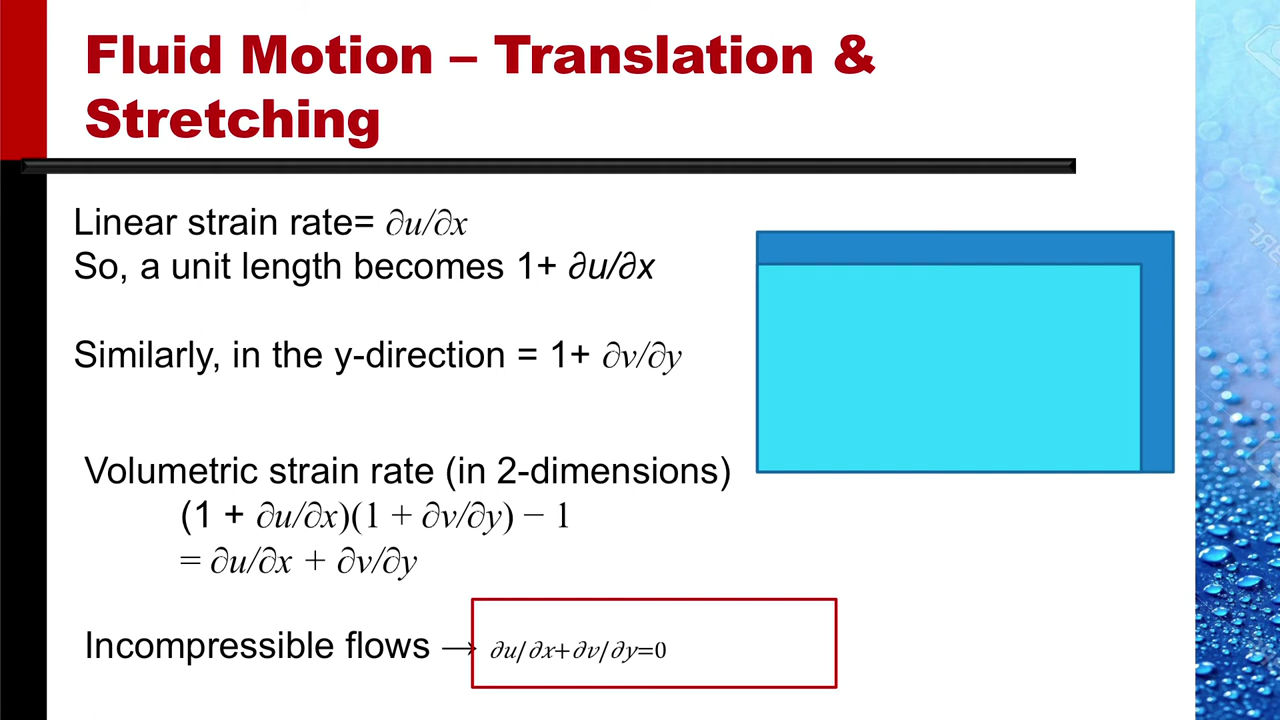 Fluid Motion – Translation &
Stretching
Linear strain rate= ∂u/∂x
So, a unit length becomes 1+ ∂u/∂x
Similarly, in the y-direction = 1+ ∂v/∂y
Volumetric strain rate (in 2-dimensions)
(1 + ∂u/∂x)(1 + ∂v/∂y) − 1
= ∂u/∂x + ∂v/∂y
Incompressible flows → ∂u/∂x+∂v/∂y=0